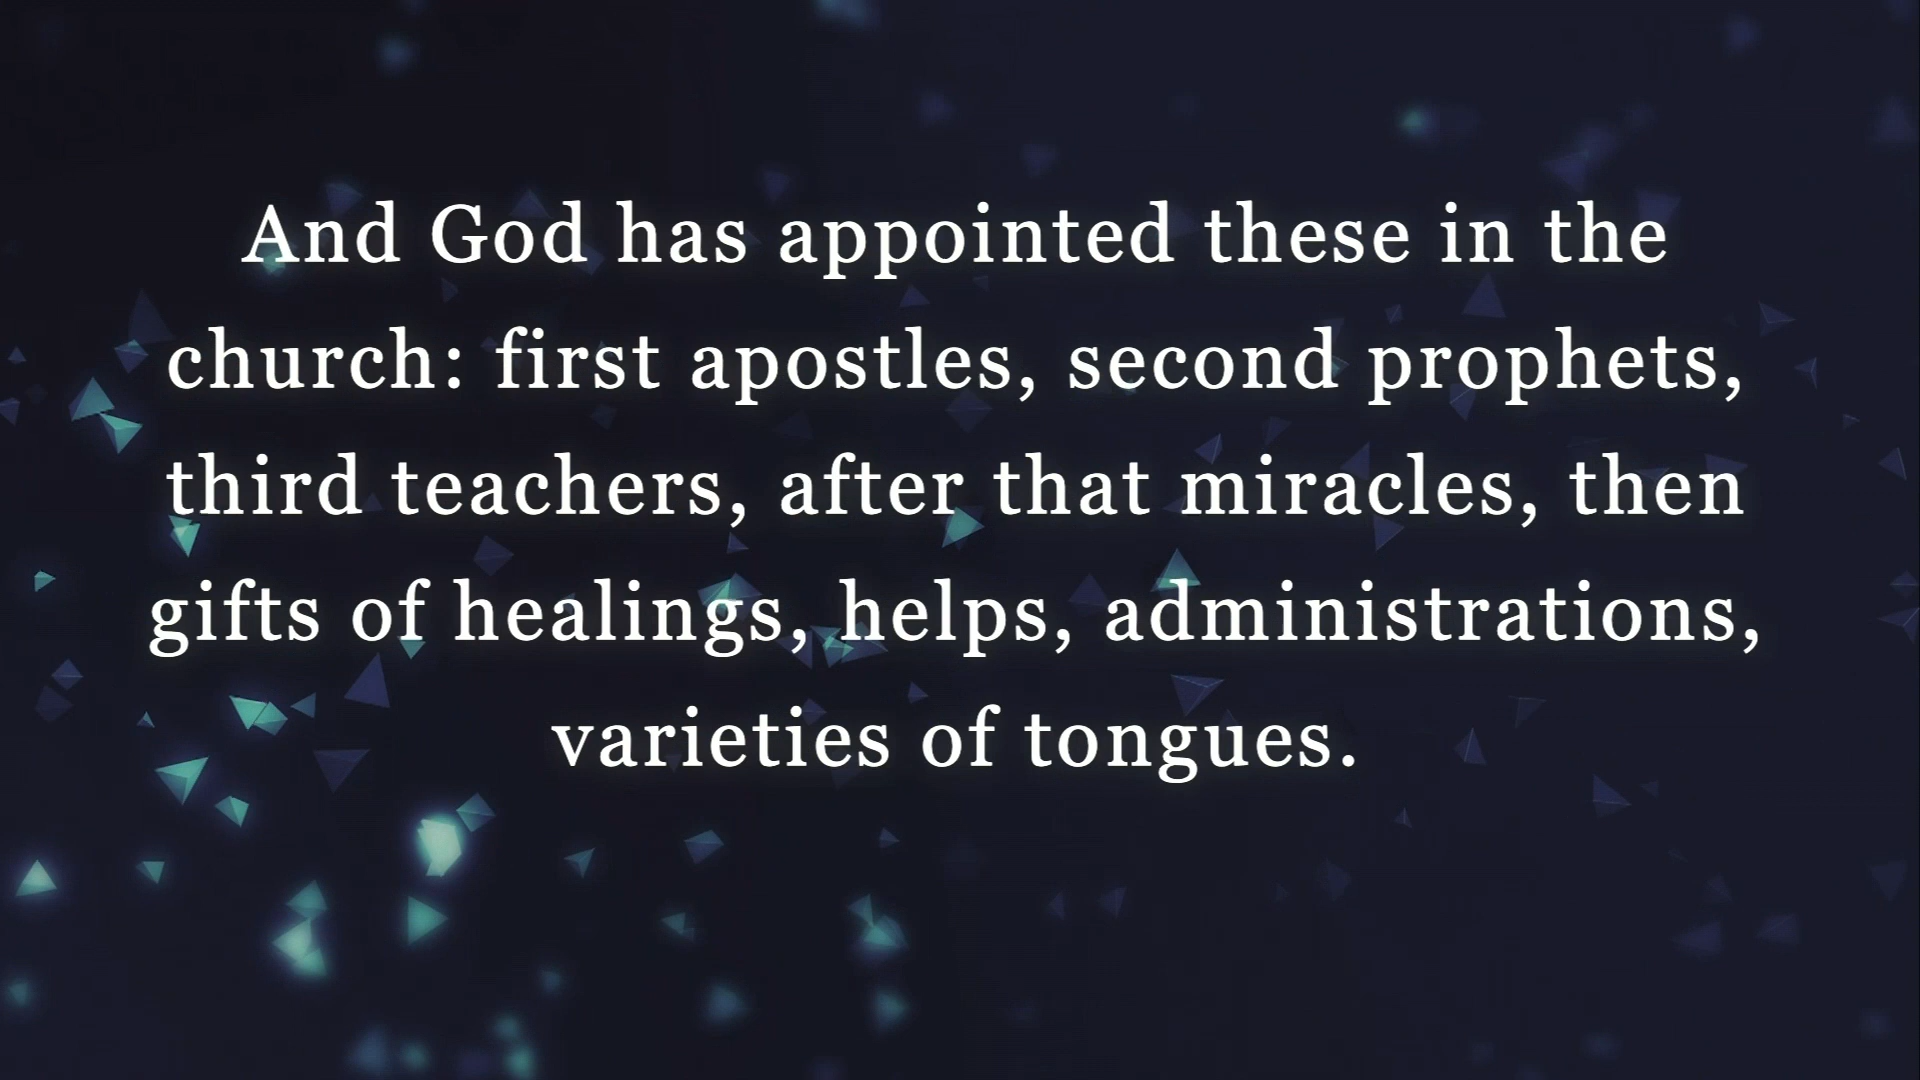 And God has appointed these in the
church: first apostles, second prophets,
third teachers, after that miracles, then
gifts of healings, helps, administrations,
varieties of tongues.